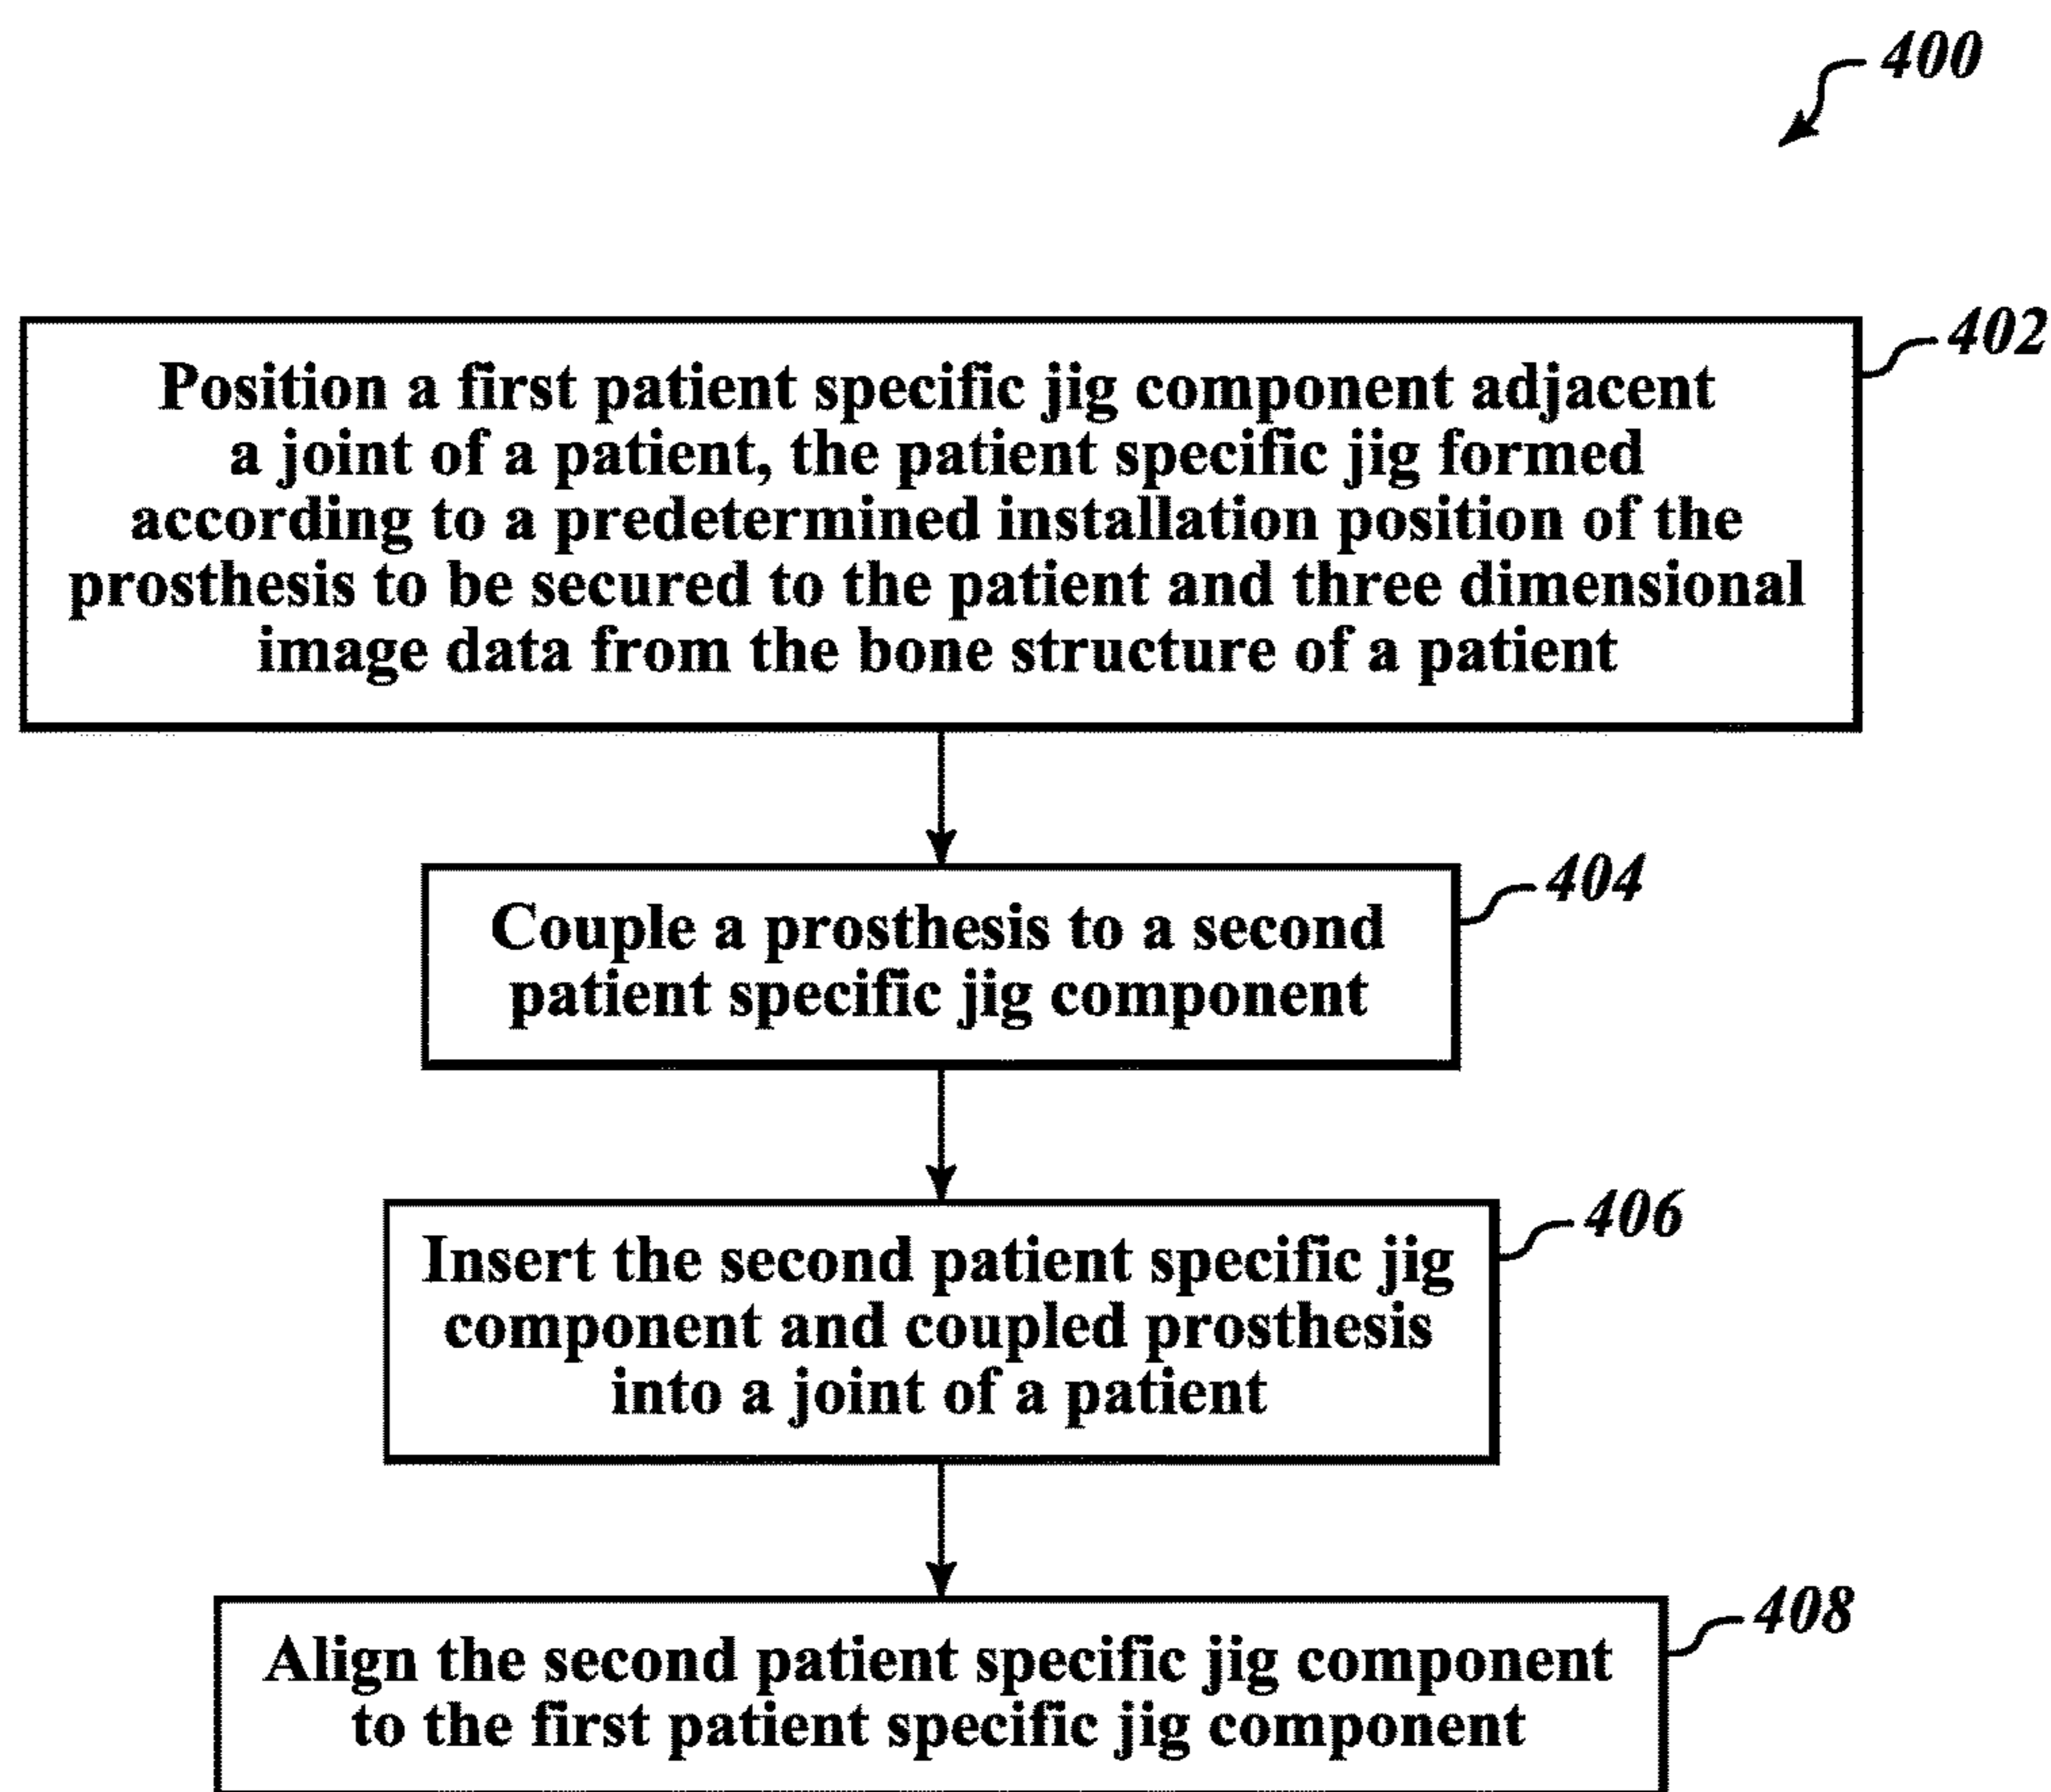 400
402
Position a first patient specific jig component adjacent
a joint of a patient, the patient specific jig formed
according to a predetermined installation position of the
prosthesis to be secured to the patient and three dimensional
image data from the bone structure of a patient
404
Couple a prosthesis to a second
patient specific jig component
406
Insert the second patient specific jig
component and coupled prosthesis
into a joint of a patient
408
Align the second patient specific jig component
to the first patient specific jig component